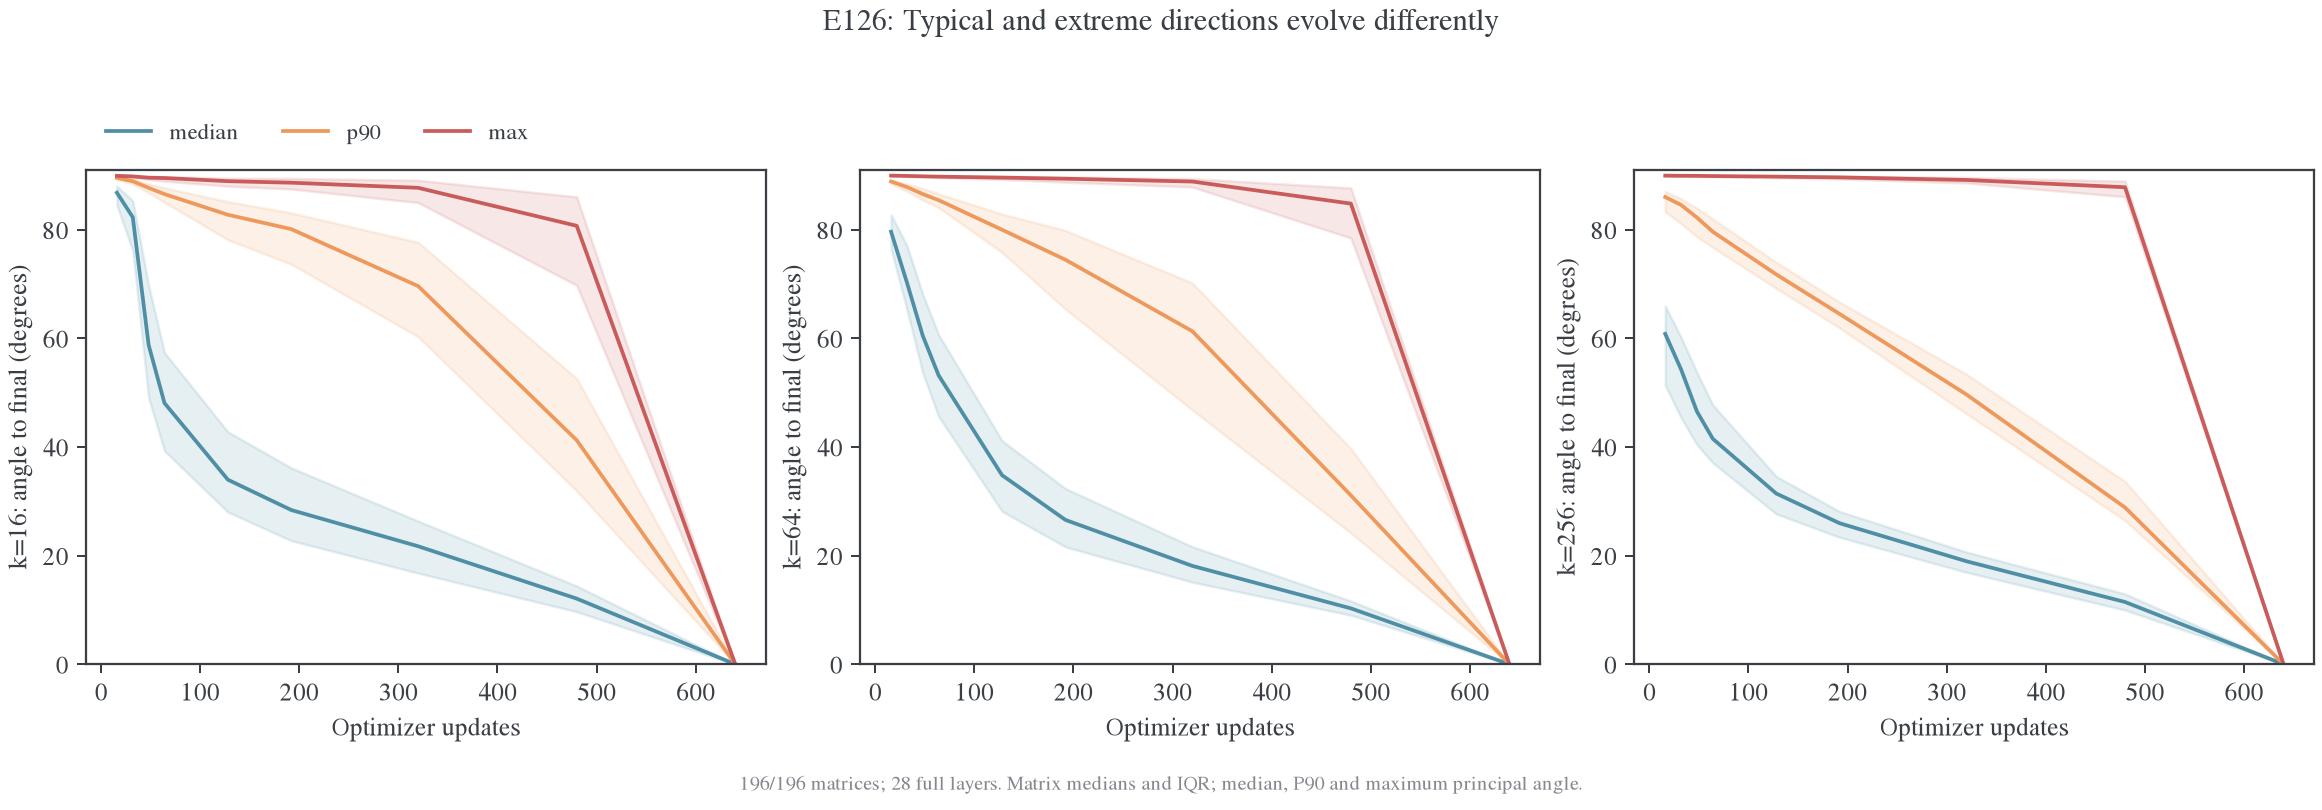 E126: Typical and extreme directions evolve differently
median
p90
max
k=16: angle to final (degrees)
80
60
40
20
0
0 100 200 300 400 500 600
Optimizer updates
k=64: angle to final (degrees)
80
60
40
20
0
0 100 200 300 400 500 600
Optimizer updates
k=256: angle to final (degrees)
80
60
40
20
0
0 100 200 300 400 500 600
Optimizer updates
196/196 matrices; 28 full layers. Matrix medians and IQR; median, P90 and maximum principal angle.